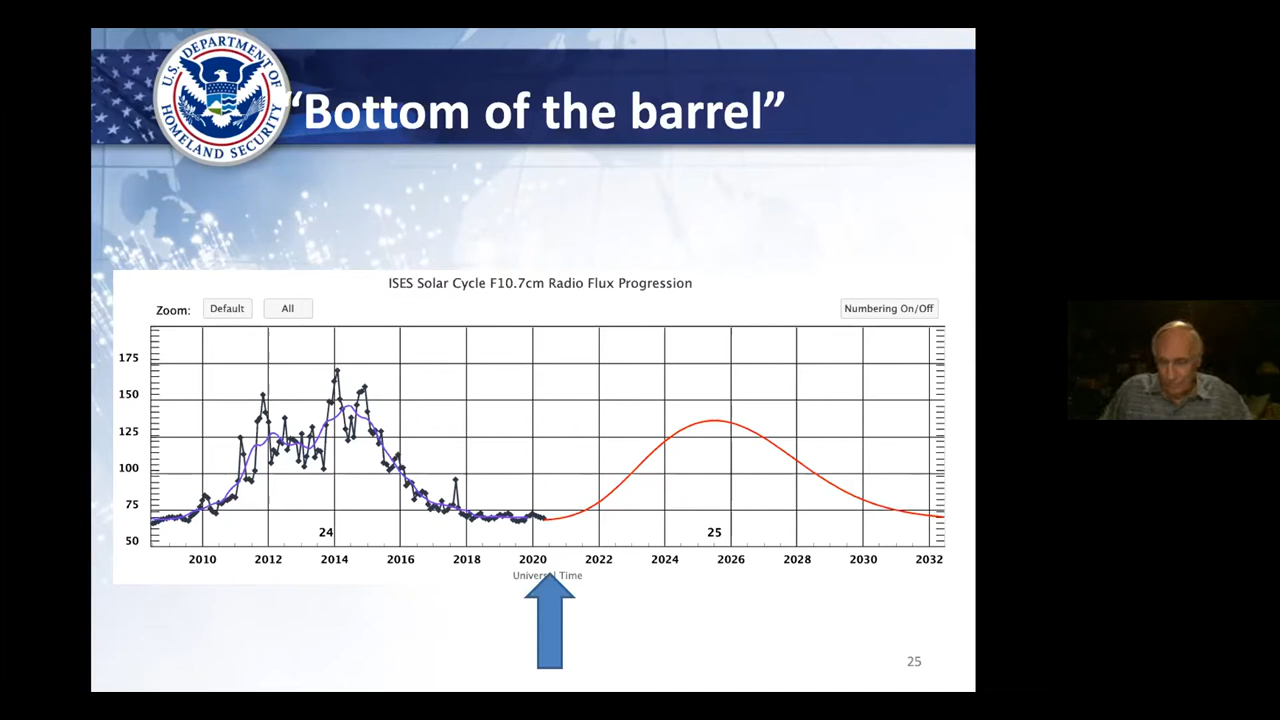 U.S. DEPARTMENT OF
HOMELAND SECURITY
“Bottom of the barrel”
ISES Solar Cycle F10.7cm Radio Flux Progression
Zoom: Default All Numbering On/Off
175
150
125
100
75
50
24 25
2010 2012 2014 2016 2018 2020 2022 2024 2026 2028 2030 2032
Universal Time
25